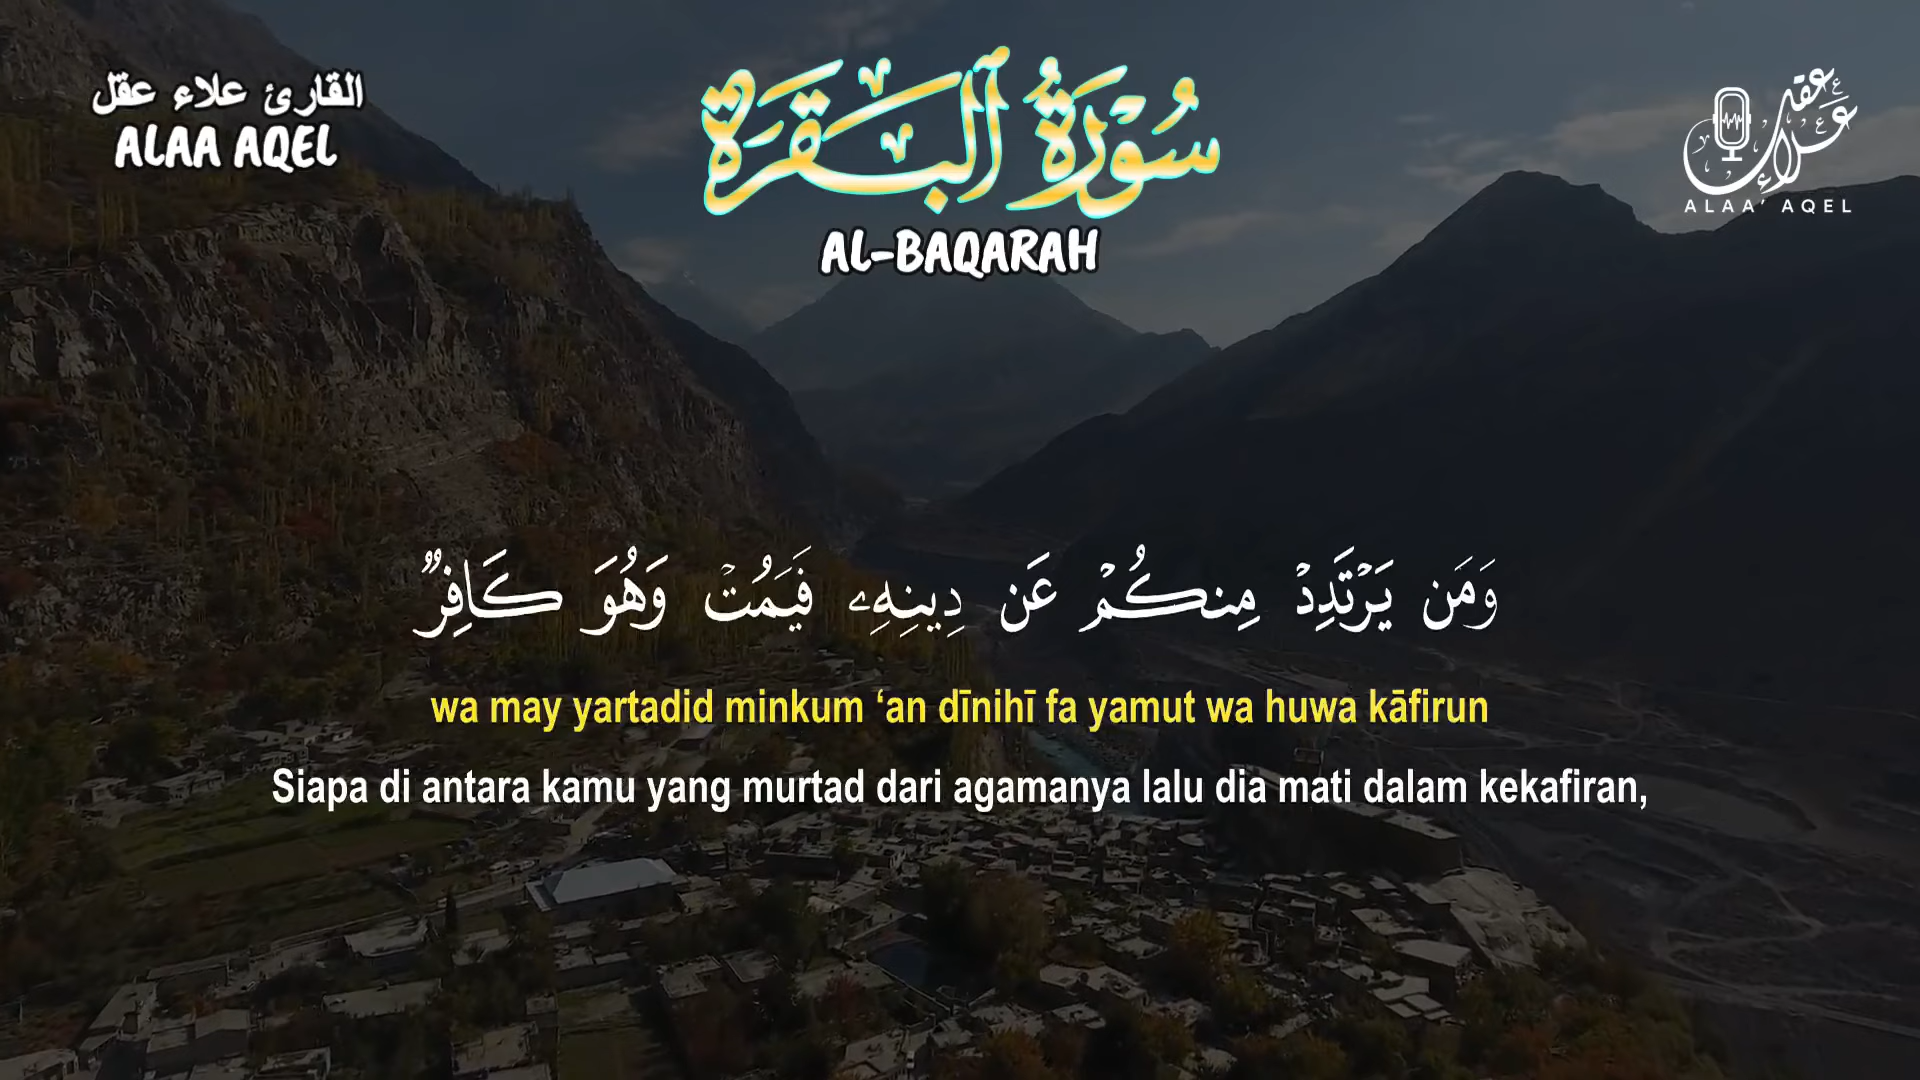 القارئ علاء عقل
ALAA AQEL
سُوْرَةُ ٱلْبَقَرَة
AL-BAQARAH
علاء عقل
ALAA' AQEL
وَمَن يَرْتَدِدْ مِنكُمْ عَن دِينِهِۦ فَيَمُتْ وَهُوَ كَافِرٌ
wa may yartadid minkum ‘an dīnihī fa yamut wa huwa kāfirun
Siapa di antara kamu yang murtad dari agamanya lalu dia mati dalam kekafiran,